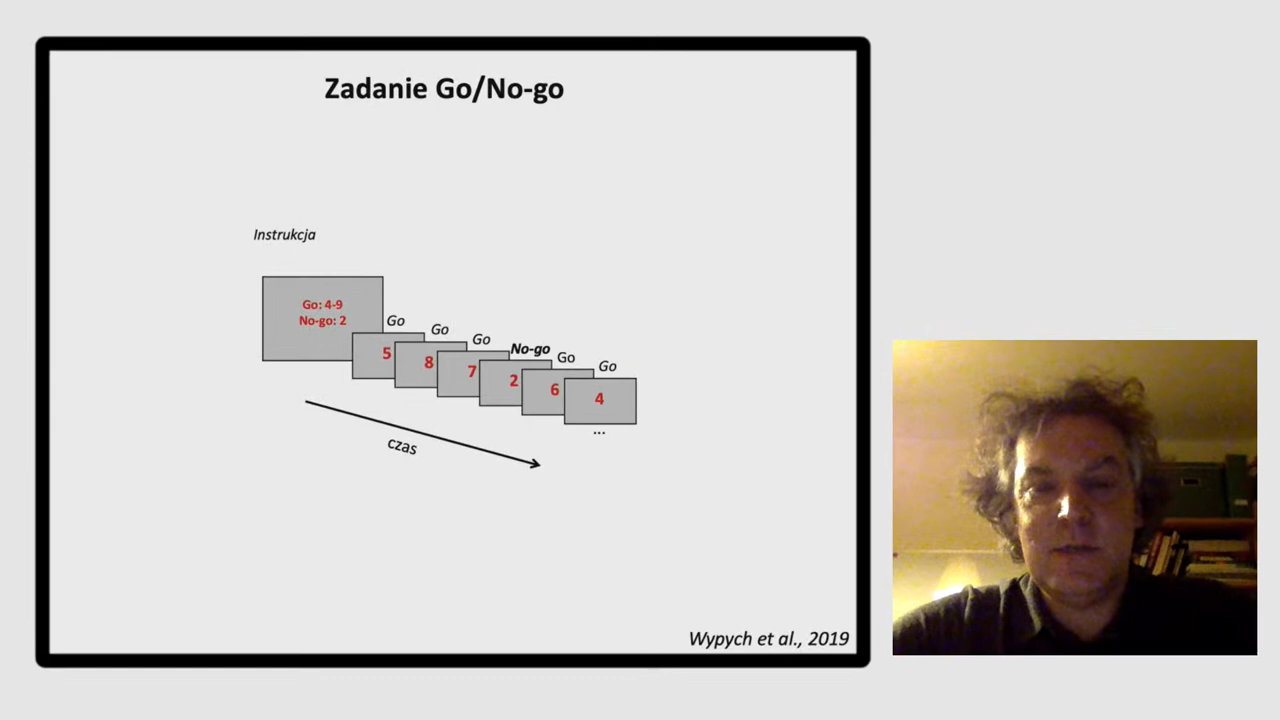 Zadanie Go/No-go
Instrukcja
Go: 4-9
No-go: 2
Go
Go
Go
No-go
Go
Go
5
8
7
2
6
4
...
czas
Wypych et al., 2019